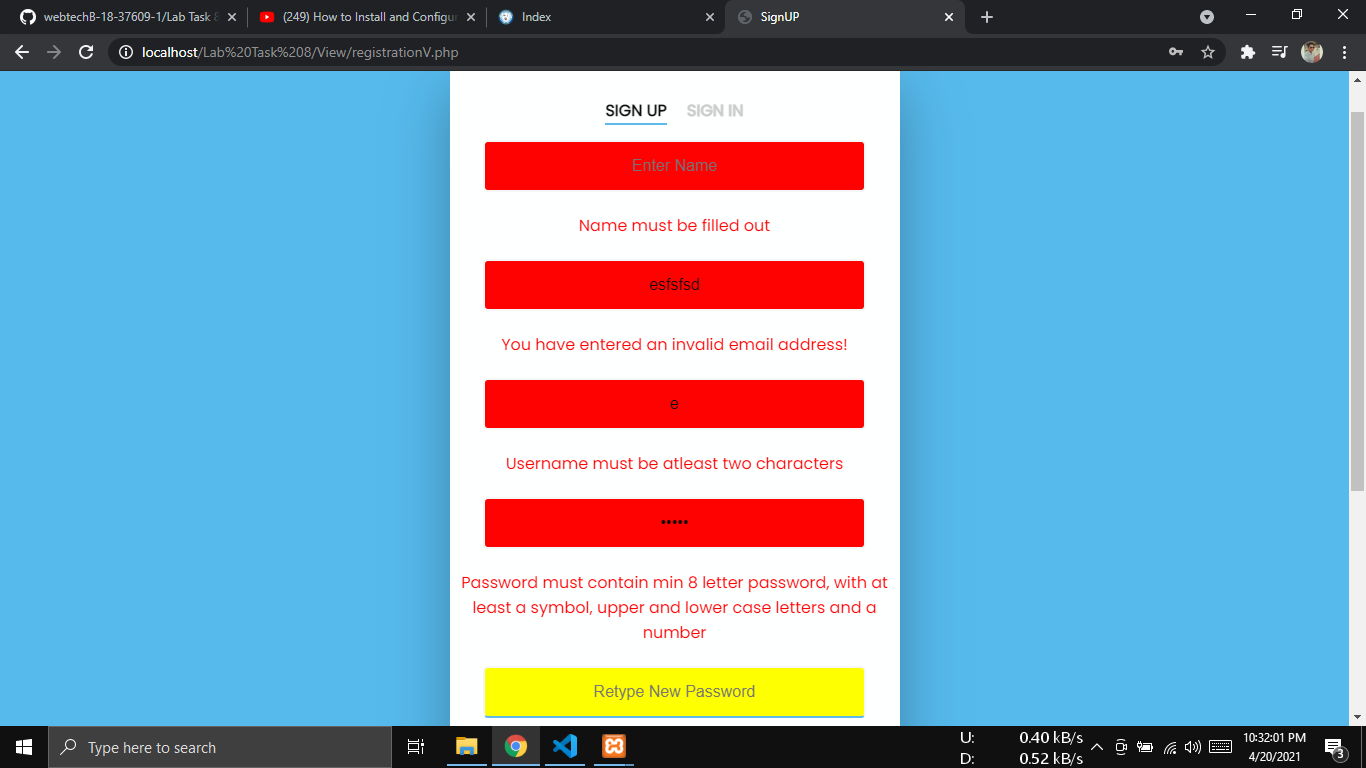 webtechB-18-37609-1/Lab Task 8
(249) How to Install and Configur
Index
SignUP
localhost/Lab%20Task%208/View/registrationV.php
SIGN UP SIGN IN
Enter Name
Name must be filled out
esfsfsd
You have entered an invalid email address!
e
Username must be atleast two characters
•••••
Password must contain min 8 letter password, with at
least a symbol, upper and lower case letters and a
number
Retype New Password
Type here to search
U: 0.40 kB/s
D: 0.52 kB/s
10:32:01 PM
4/20/2021
3